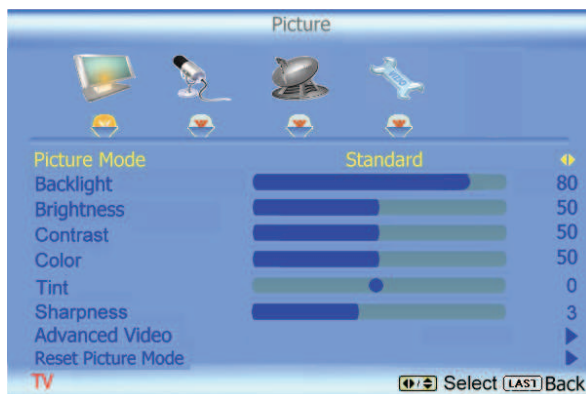 Picture
Picture Mode Standard
Backlight 80
Brightness 50
Contrast 50
Color 50
Tint 0
Sharpness 3
Advanced Video
Reset Picture Mode
TV Select LAST Back